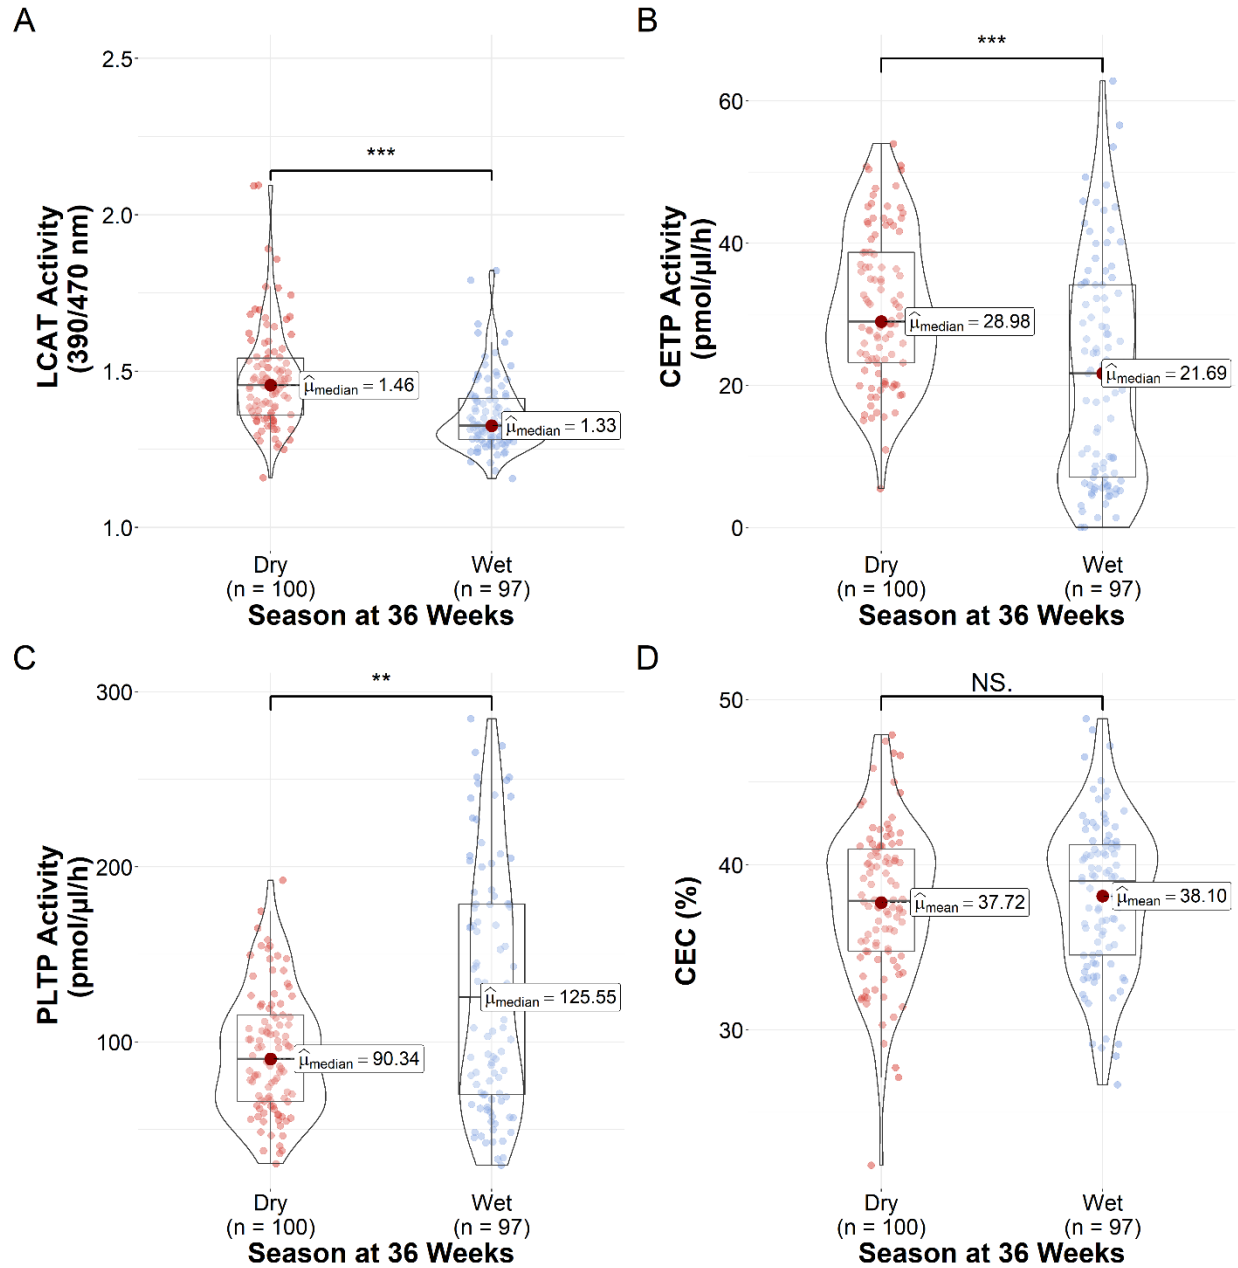 A
LCAT Activity
(390/470 nm)
2.5
2.0
1.5
1.0
***
μ̂median = 1.46
μ̂median = 1.33
Dry
(n = 100)
Wet
(n = 97)
Season at 36 Weeks
B
CETP Activity
(pmol/µl/h)
60
40
20
0
***
μ̂median = 28.98
μ̂median = 21.69
Dry
(n = 100)
Wet
(n = 97)
Season at 36 Weeks
C
PLTP Activity
(pmol/µl/h)
300
200
100
**
μ̂median = 90.34
μ̂median = 125.55
Dry
(n = 100)
Wet
(n = 97)
Season at 36 Weeks
D
CEC (%)
50
40
30
NS.
μ̂mean = 37.72
μ̂mean = 38.10
Dry
(n = 100)
Wet
(n = 97)
Season at 36 Weeks